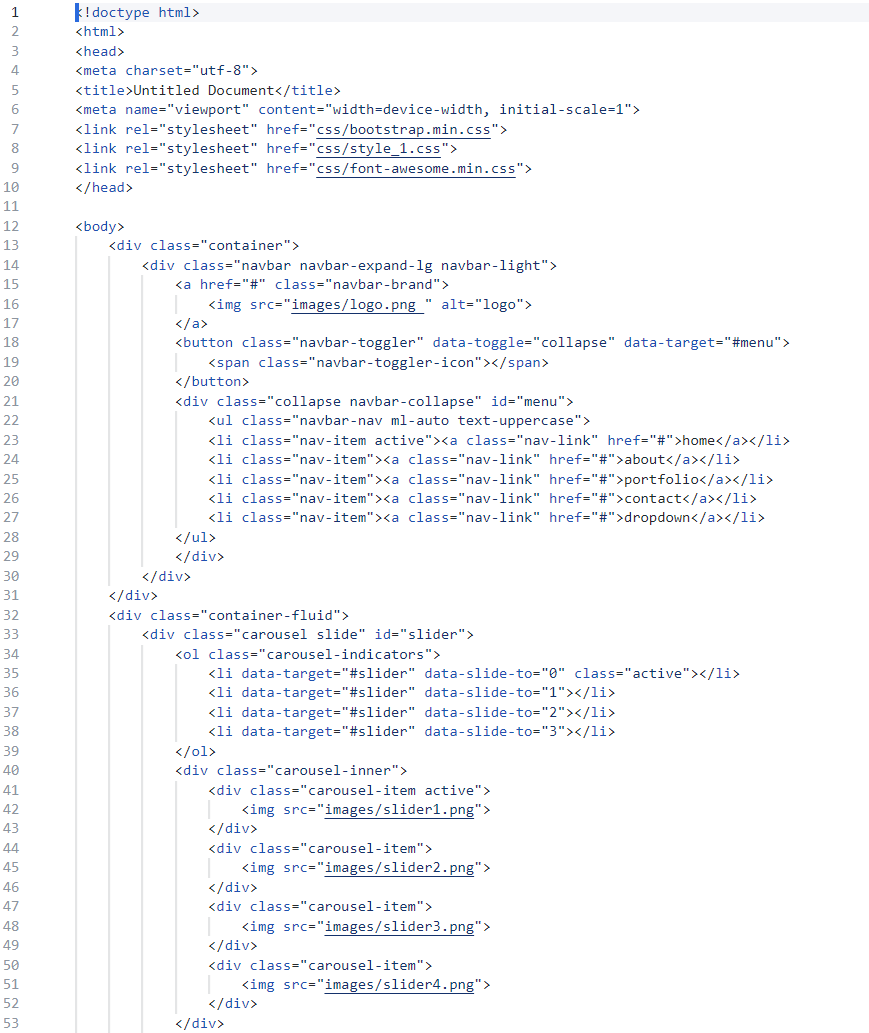 1 <!doctype html>
2 <html>
3 <head>
4 <meta charset="utf-8">
5 <title>Untitled Document</title>
6 <meta name="viewport" content="width=device-width, initial-scale=1">
7 <link rel="stylesheet" href="css/bootstrap.min.css">
8 <link rel="stylesheet" href="css/style_1.css">
9 <link rel="stylesheet" href="css/font-awesome.min.css">
10 </head>
11
12 <body>
13 <div class="container">
14 <div class="navbar navbar-expand-lg navbar-light">
15 <a href="#" class="navbar-brand">
16 <img src="images/logo.png " alt="logo">
17 </a>
18 <button class="navbar-toggler" data-toggle="collapse" data-target="#menu">
19 <span class="navbar-toggler-icon"></span>
20 </button>
21 <div class="collapse navbar-collapse" id="menu">
22 <ul class="navbar-nav ml-auto text-uppercase">
23 <li class="nav-item active"><a class="nav-link" href="#">home</a></li>
24 <li class="nav-item"><a class="nav-link" href="#">about</a></li>
25 <li class="nav-item"><a class="nav-link" href="#">portfolio</a></li>
26 <li class="nav-item"><a class="nav-link" href="#">contact</a></li>
27 <li class="nav-item"><a class="nav-link" href="#">dropdown</a></li>
28 </ul>
29 </div>
30 </div>
31 </div>
32 <div class="container-fluid">
33 <div class="carousel slide" id="slider">
34 <ol class="carousel-indicators">
35 <li data-target="#slider" data-slide-to="0" class="active"></li>
36 <li data-target="#slider" data-slide-to="1"></li>
37 <li data-target="#slider" data-slide-to="2"></li>
38 <li data-target="#slider" data-slide-to="3"></li>
39 </ol>
40 <div class="carousel-inner">
41 <div class="carousel-item active">
42 <img src="images/slider1.png">
43 </div>
44 <div class="carousel-item">
45 <img src="images/slider2.png">
46 </div>
47 <div class="carousel-item">
48 <img src="images/slider3.png">
49 </div>
50 <div class="carousel-item">
51 <img src="images/slider4.png">
52 </div>
53 </div>